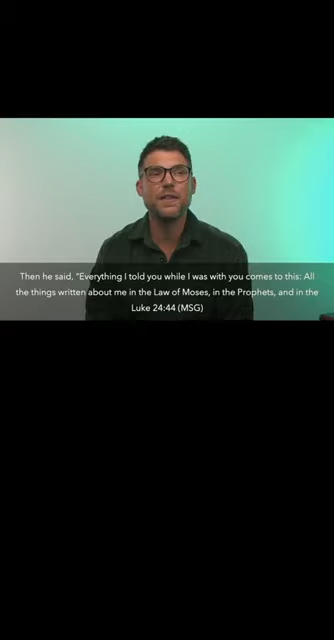 Then he said, "Everything I told you while I was with you comes to this: All
the things written about me in the Law of Moses, in the Prophets, and in the
Luke 24:44 (MSG)